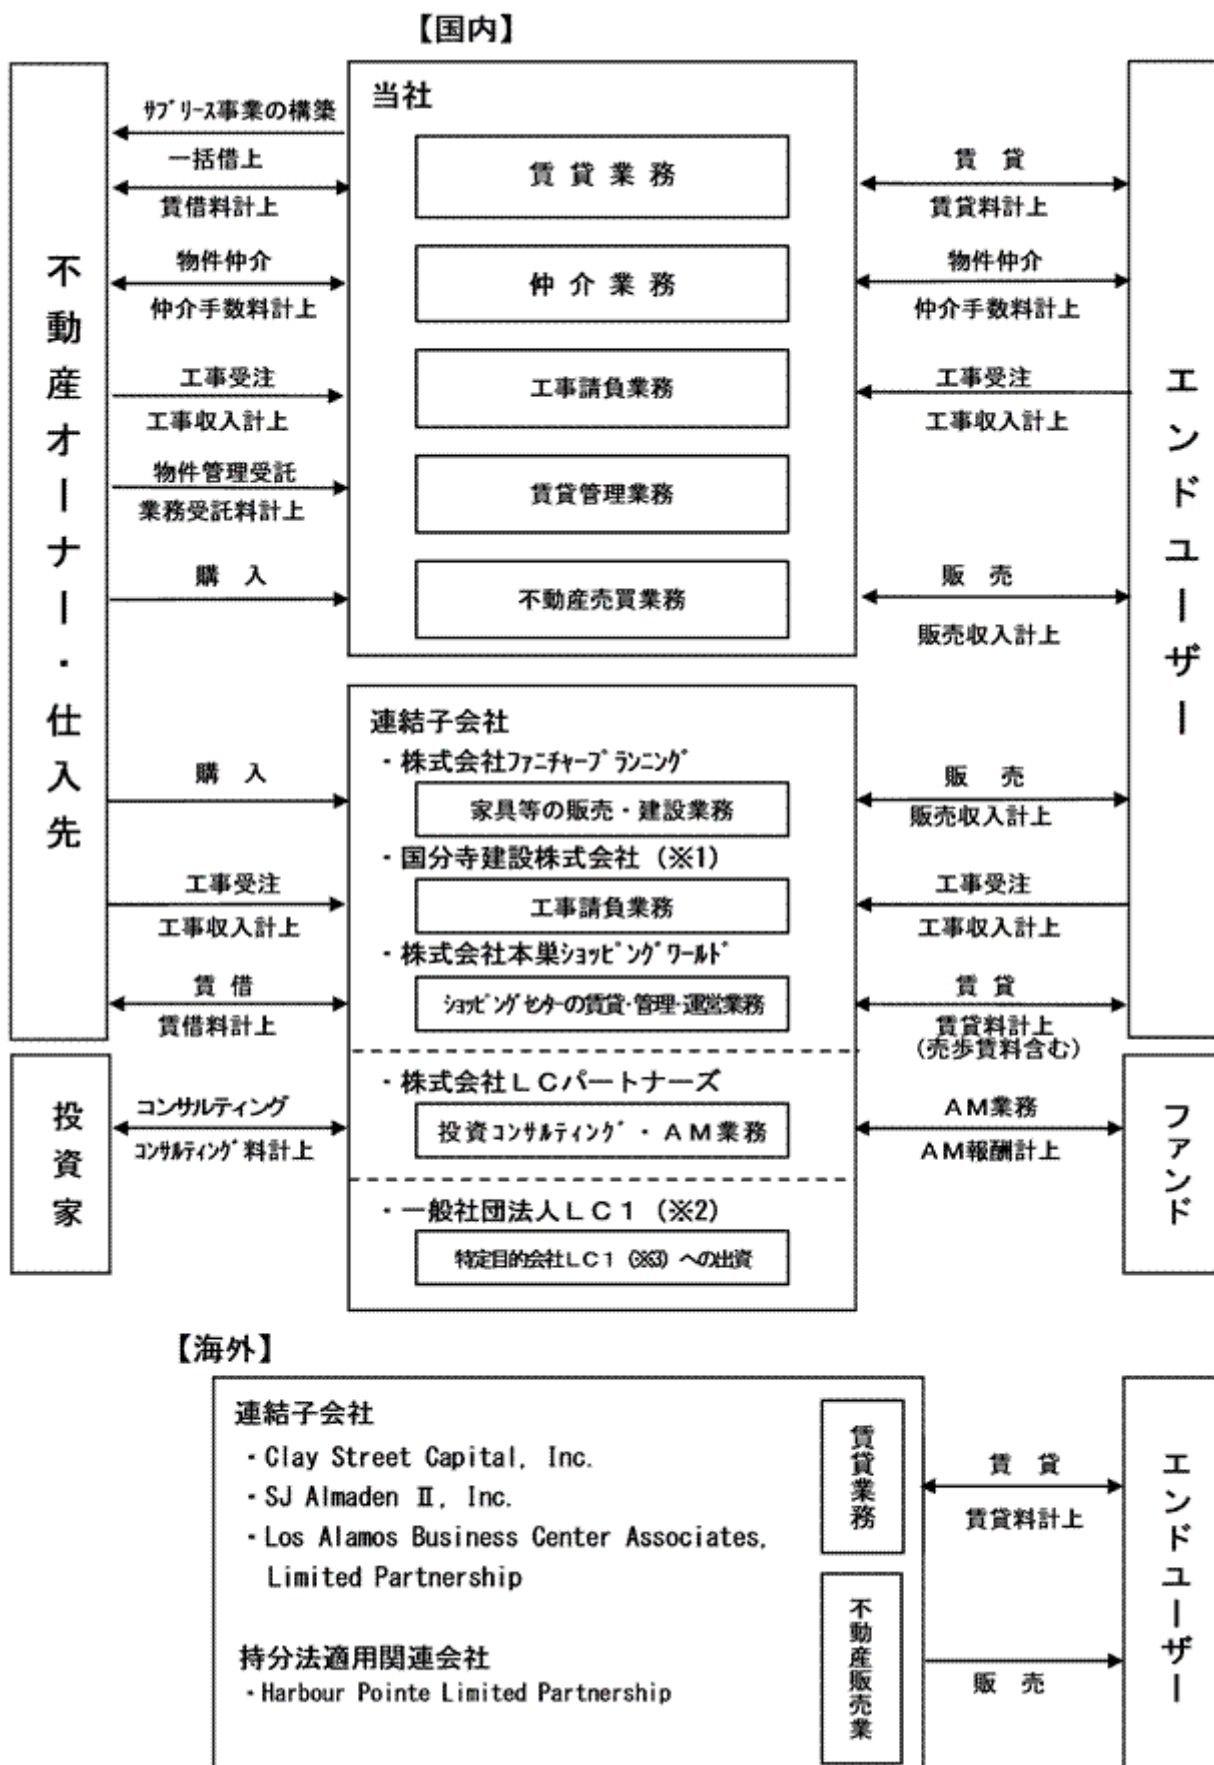 【国内】
不動産オーナー・仕入先
サブリース事業の構築
一括借上
賃借料計上
物件仲介
仲介手数料計上
工事受注
工事収入計上
物件管理受託
業務受託料計上
購 入
当社
賃貸業務
仲介業務
工事請負業務
賃貸管理業務
不動産売買業務
賃 貸
賃貸料計上
物件仲介
仲介手数料計上
工事受注
工事収入計上
販 売
販売収入計上
エンドユーザー
購 入
工事受注
工事収入計上
賃 借
賃借料計上
連結子会社
・株式会社ファニチャープランニング
家具等の販売・建設業務
・国分寺建設株式会社（※1）
工事請負業務
・株式会社本巣ショッピングワールド
ショッピングセンターの賃貸・管理・運営業務
販 売
販売収入計上
工事受注
工事収入計上
賃 貸
賃貸料計上
（売歩賃料含む）
投資家
コンサルティング
コンサルティング料計上
・株式会社ＬＣパートナーズ
投資コンサルティング・ＡＭ業務
ＡＭ業務
ＡＭ報酬計上
ファンド
・一般社団法人ＬＣ１（※2）
特定目的会社ＬＣ１（※3）への出資
【海外】
連結子会社
・Clay Street Capital, Inc.
・SJ Almaden Ⅱ, Inc.
・Los Alamos Business Center Associates,
Limited Partnership
持分法適用関連会社
・Harbour Pointe Limited Partnership
賃貸業務
不動産販売業
賃 貸
賃貸料計上
販 売
エンドユーザー